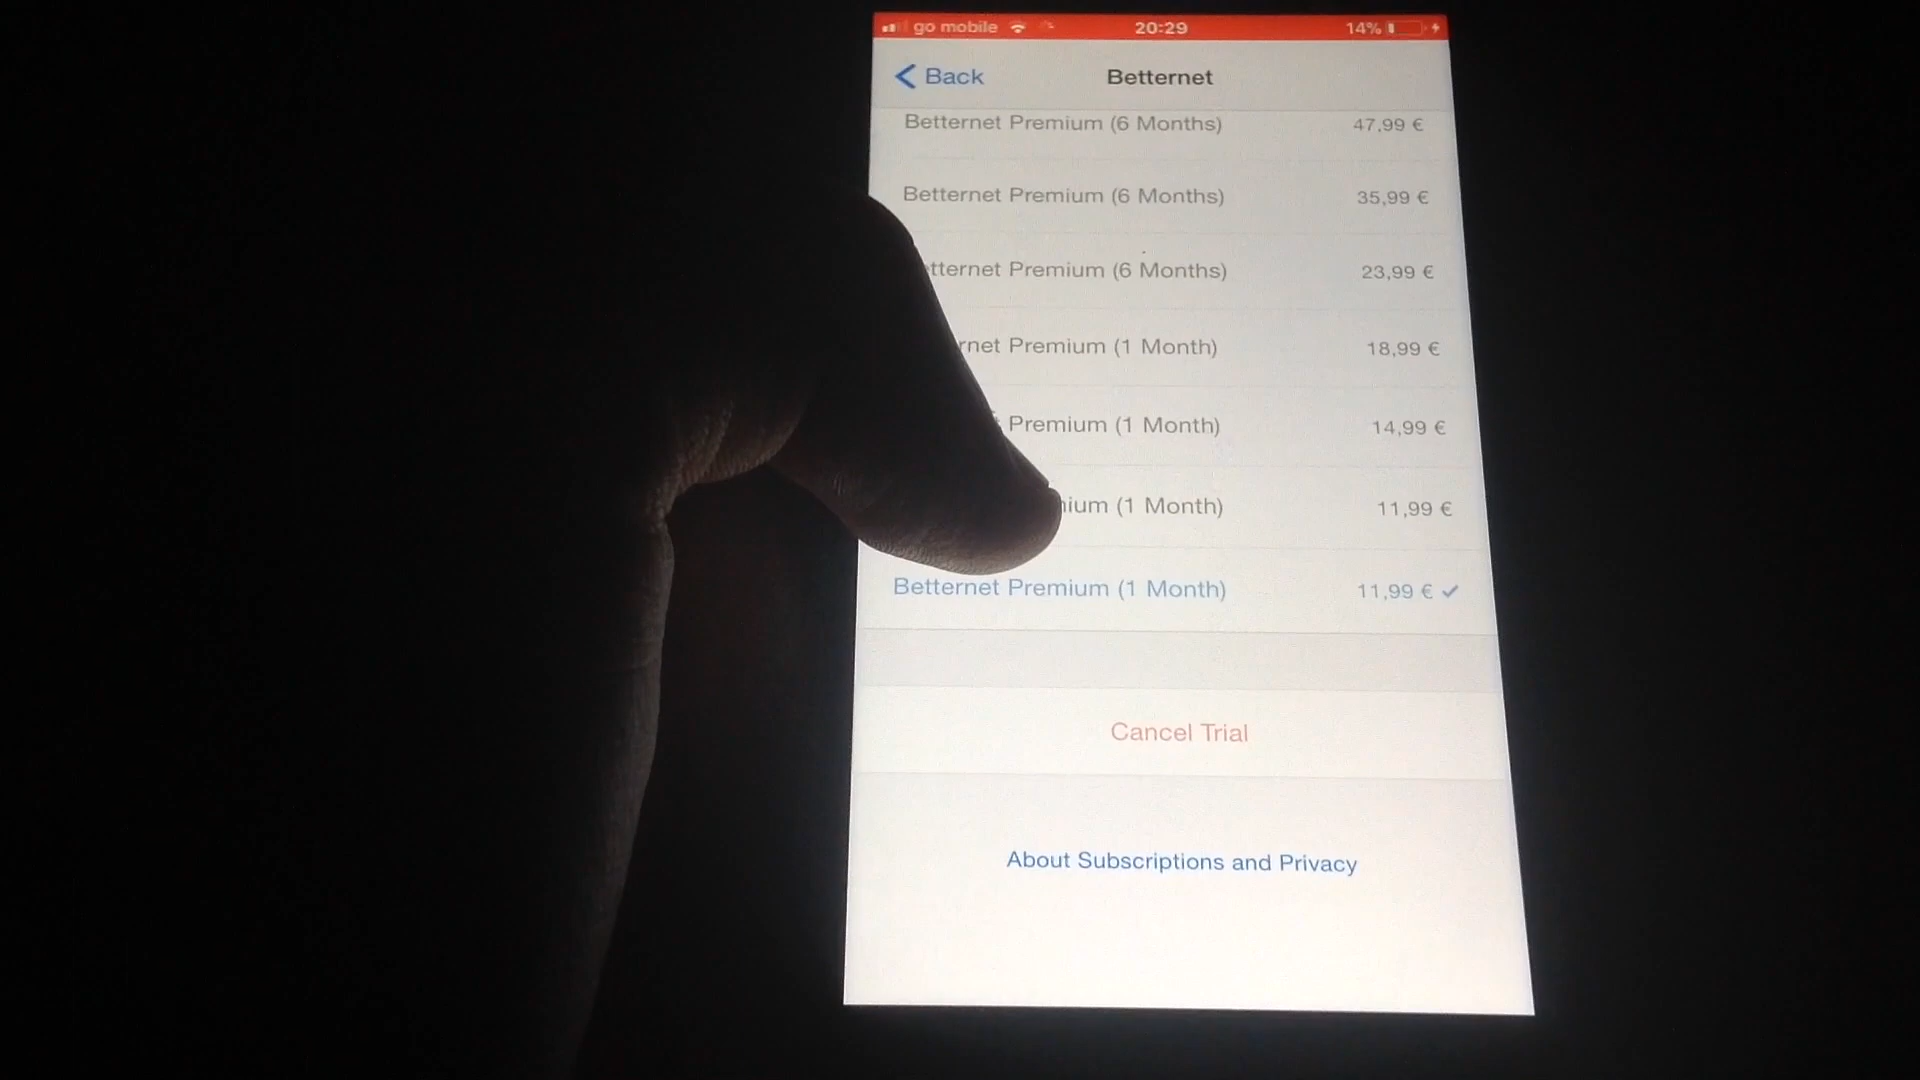 go mobile 20:29 14%
Back Betternet
Betternet Premium (6 Months) 47,99 €
Betternet Premium (6 Months) 35,99 €
tternet Premium (6 Months) 23,99 €
rnet Premium (1 Month) 18,99 €
Premium (1 Month) 14,99 €
ium (1 Month) 11,99 €
Betternet Premium (1 Month) 11,99 €
Cancel Trial
About Subscriptions and Privacy